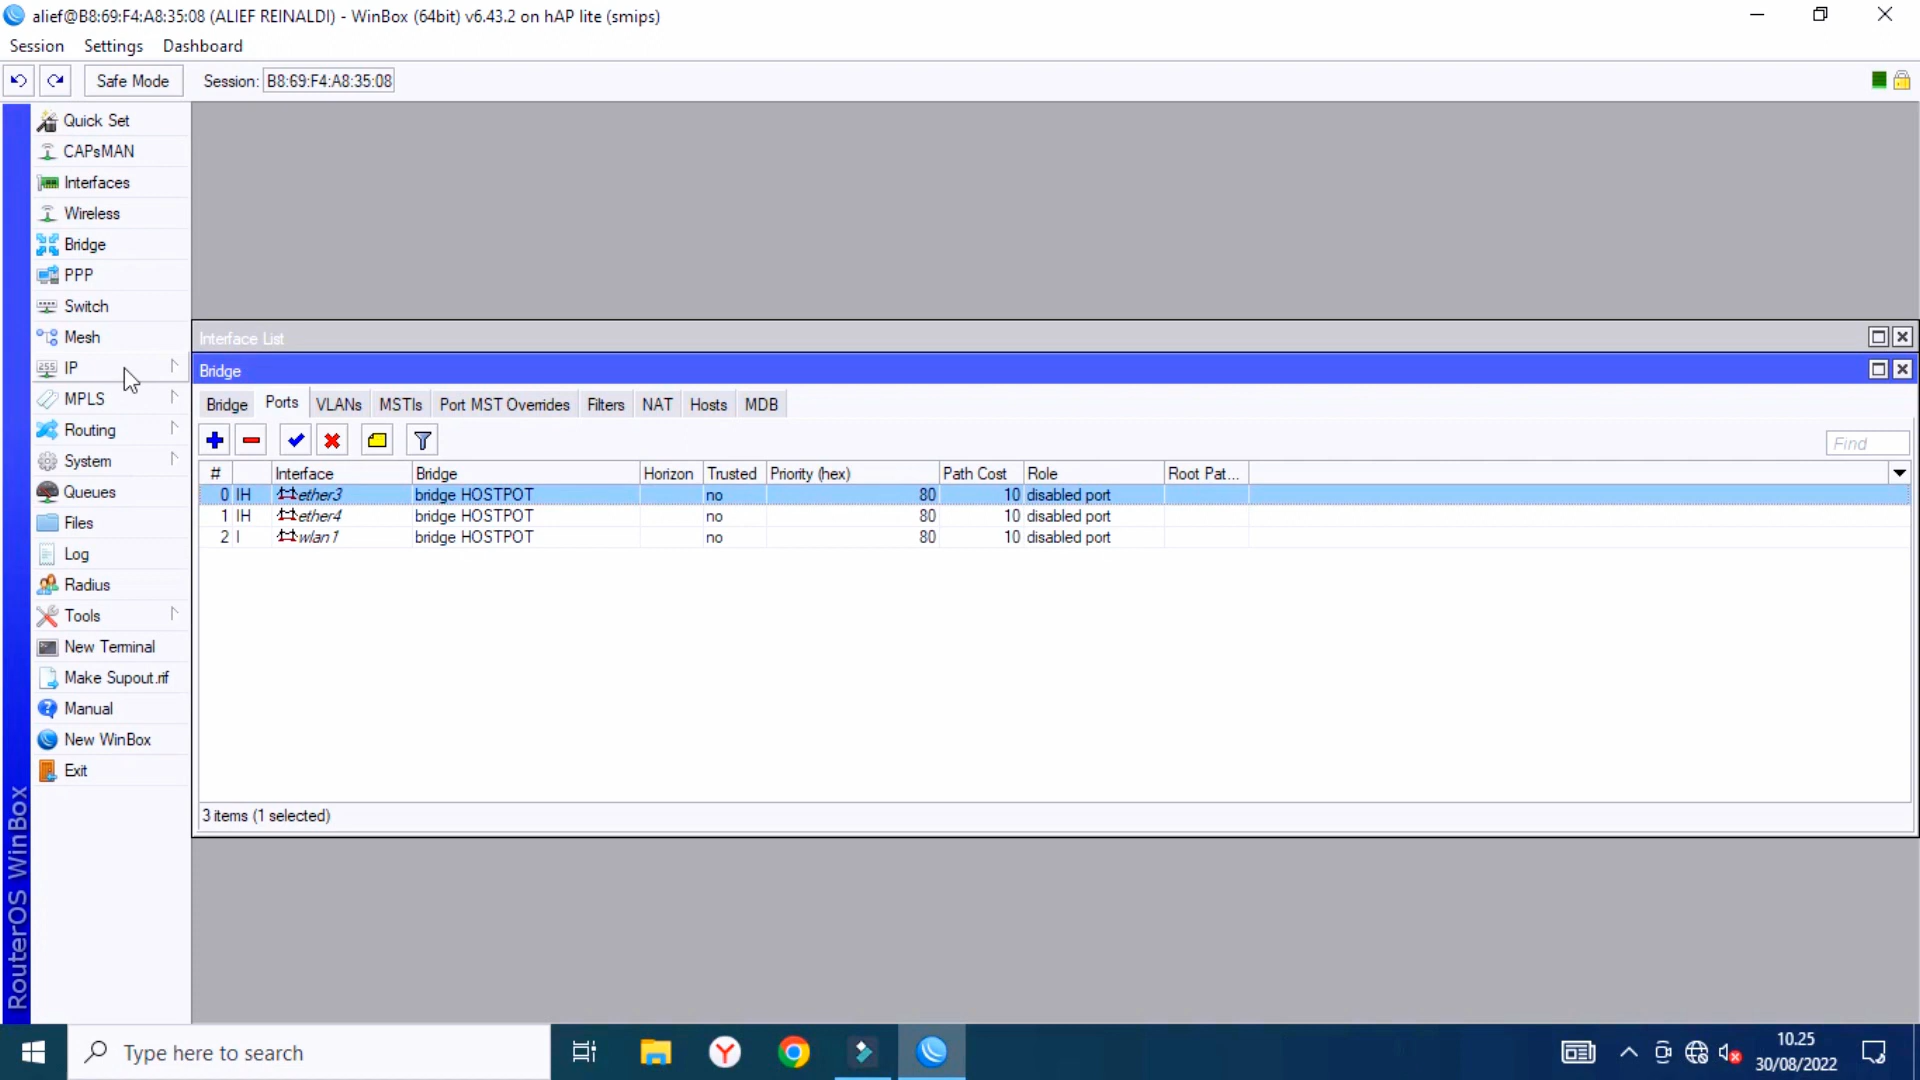 alief@B8:69:F4:A8:35:08 (ALIEF REINALDI) - WinBox (64bit) v6.43.2 on hAP lite (smips)
Session Settings Dashboard
Safe Mode Session: B8:69:F4:A8:35:08
Quick Set
CAPsMAN
Interfaces
Wireless
Bridge
PPP
Switch
Mesh
IP
MPLS
Routing
System
Queues
Files
Log
Radius
Tools
New Terminal
Make Supout.rif
Manual
New WinBox
Exit
RouterOS WinBox
Interface List
Bridge
Bridge Ports VLANs MSTIs Port MST Overrides Filters NAT Hosts MDB
Find
# Interface Bridge Horizon Trusted Priority (hex) Path Cost Role Root Pat...
0 IH ether3 bridge HOSTPOT no 80 10 disabled port
1 IH ether4 bridge HOSTPOT no 80 10 disabled port
2 I wlan1 bridge HOSTPOT no 80 10 disabled port
3 items (1 selected)
Type here to search
10.25
30/08/2022